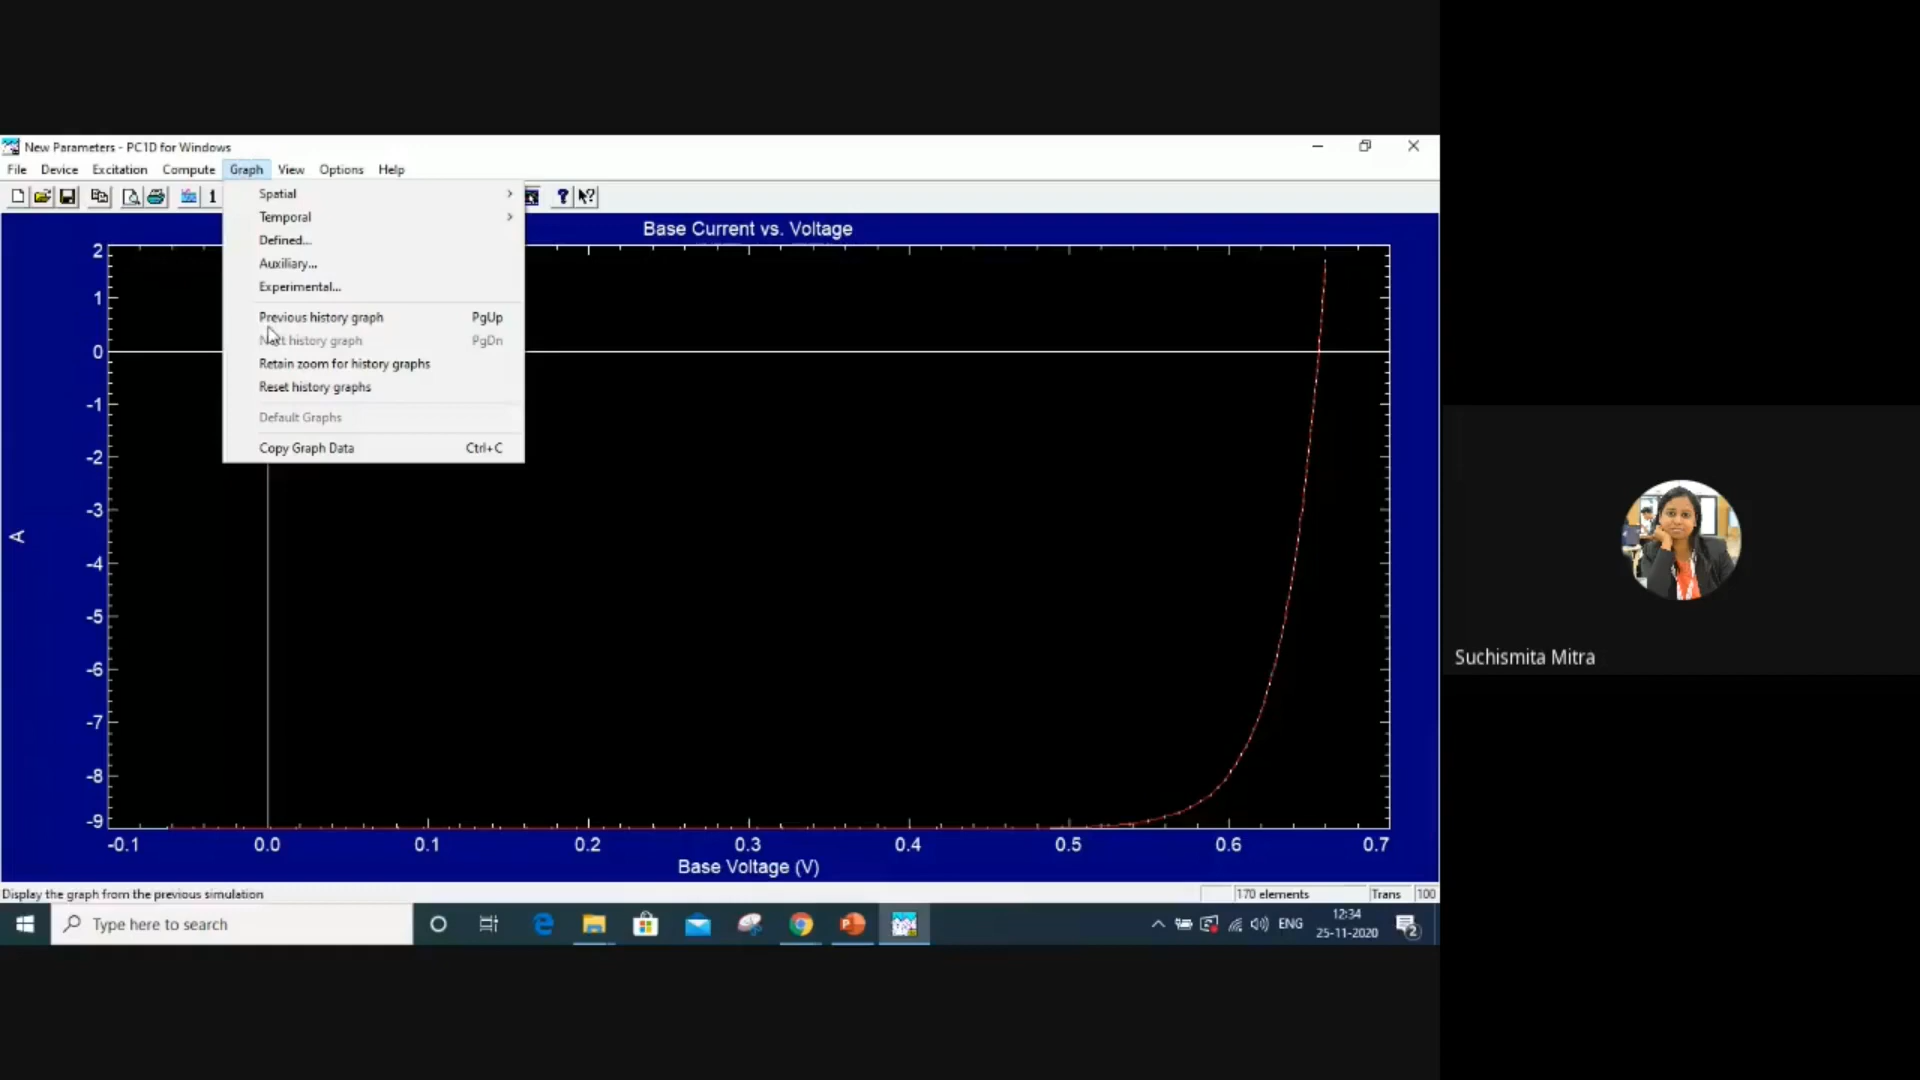 New Parameters - PC1D for Windows
File Device Excitation Compute Graph View Options Help
1
Spatial
Temporal
Defined...
Auxiliary...
Experimental...
Previous history graph PgUp
history graph PgDn
Retain zoom for history graphs
Reset history graphs
Default Graphs
Copy Graph Data Ctrl+C
Base Current vs. Voltage
2
1
0
-1
-2
-3
-4
-5
-6
-7
-8
-9
A
-0.1 0.0 0.1 0.2 0.3 0.4 0.5 0.6 0.7
Base Voltage (V)
Display the graph from the previous simulation 170 elements Trans 100
Type here to search
ENG
12:34
25-11-2020
2
Suchismita Mitra